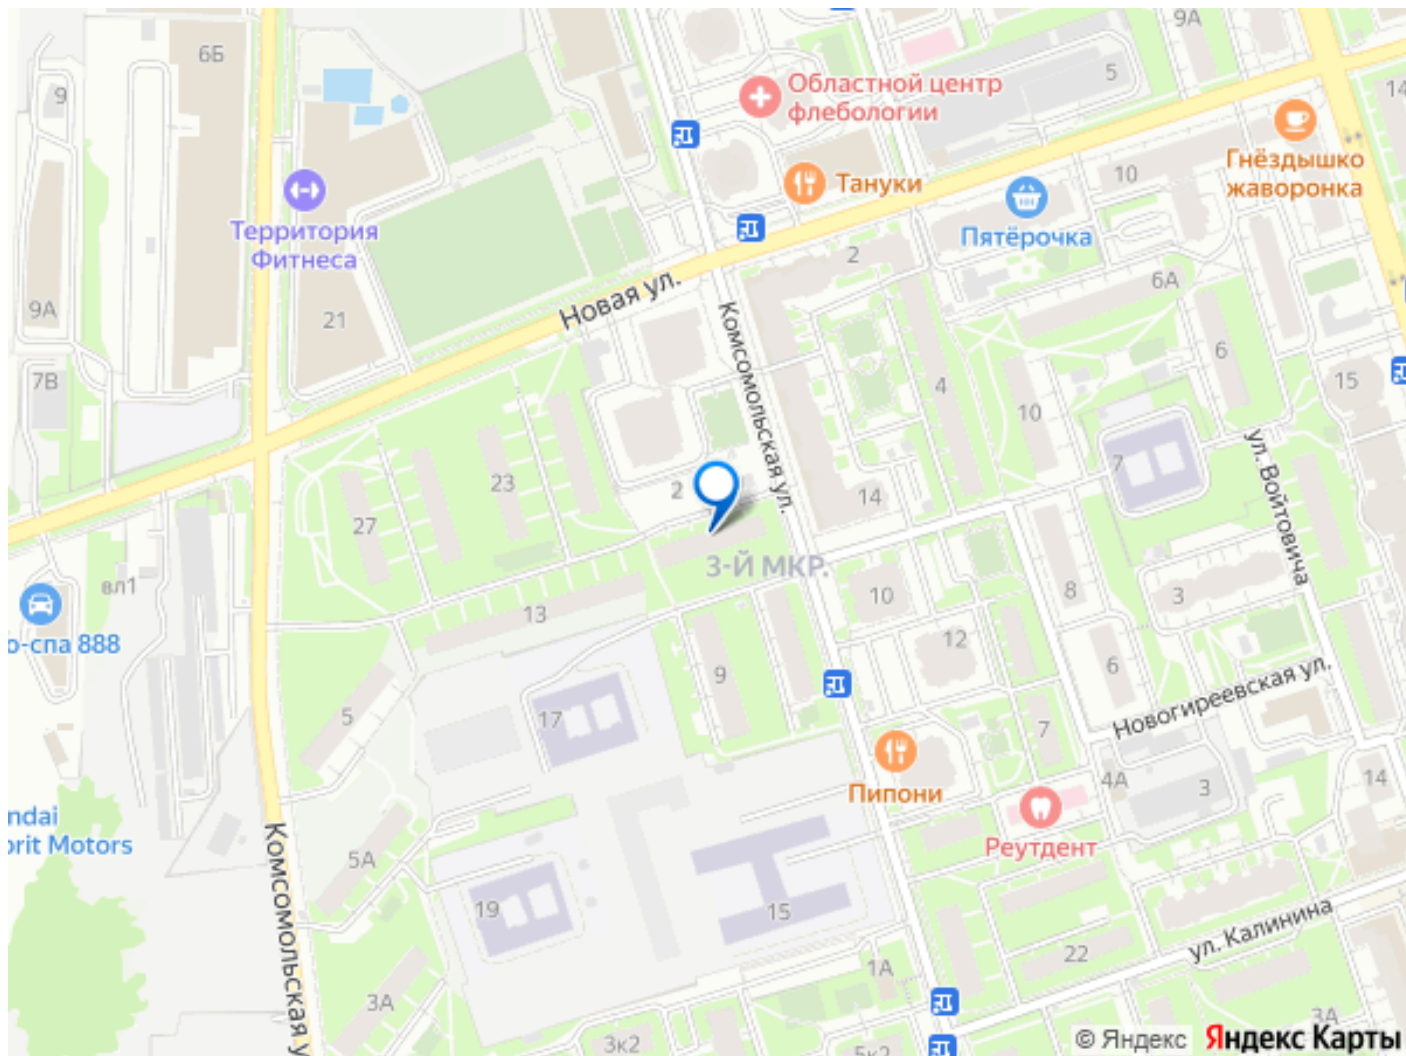 6Б
9А
9
5
14
Областной центр
флебологии
Гнёздышко
жаворонка
10
Тануки
Территория
Фитнеса
Пятёрочка
2
6А
9А
21
Новая ул.
Комсомольская ул.
7В
6
15
4
10
7
ул. Войтовича
23
2
14
27
3-Й МКР.
вл1
13
10
8
3
о-спа 888
12
6
9
Новогиреевская ул.
5
17
7
4А
3
14
Пипони
ndai
orit Motors
Реутдент
Комсомольская у
5А
19
15
ул. Калинина
22
1А
3А
3А
3к2
5к2
© Яндекс
Яндекс Карты